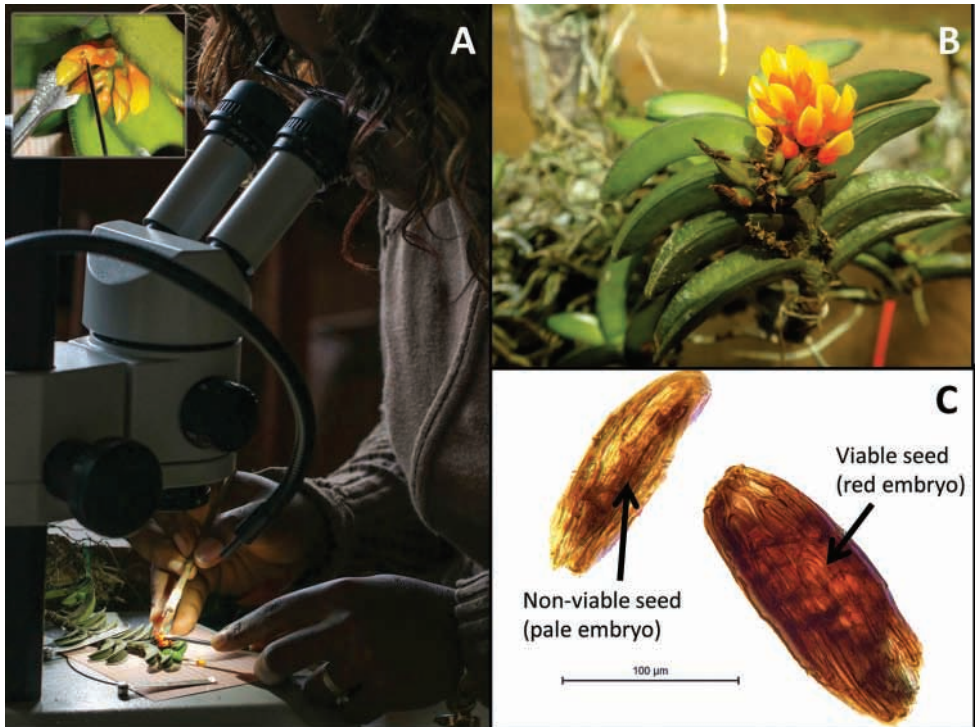 A
B
C
Viable seed
(red embryo)
Non-viable seed
(pale embryo)
100 µm